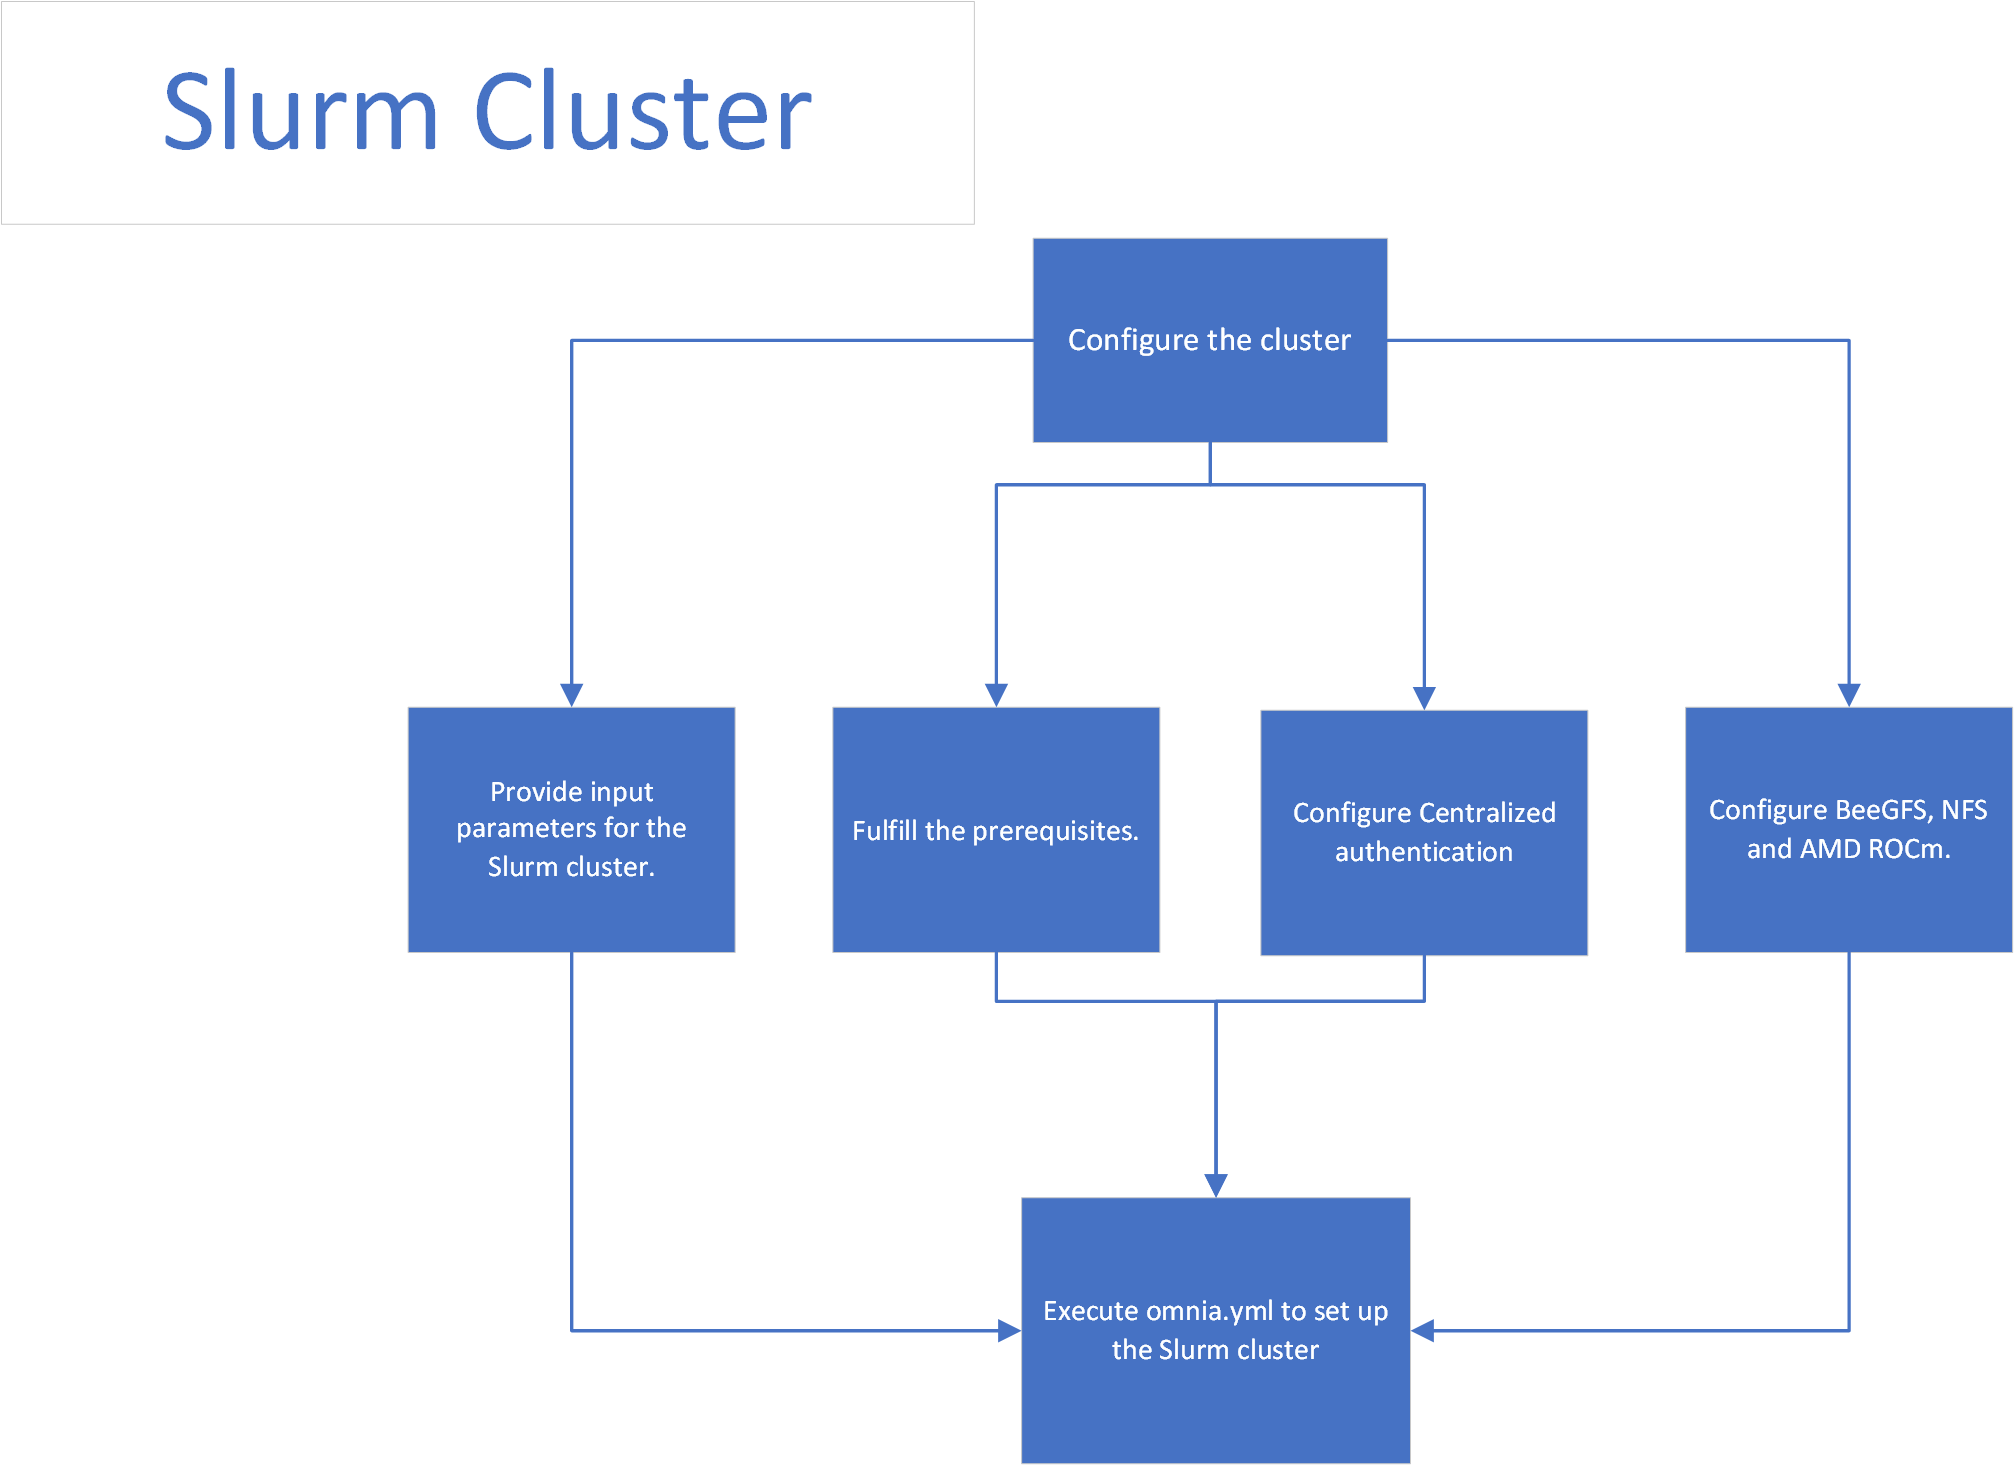 Slurm Cluster
Configure the cluster
Provide input
parameters for the
Slurm cluster.
Fulfill the prerequisites.
Configure Centralized
authentication
Configure BeeGFS, NFS
and AMD ROCm.
Execute omnia.yml to set up
the Slurm cluster